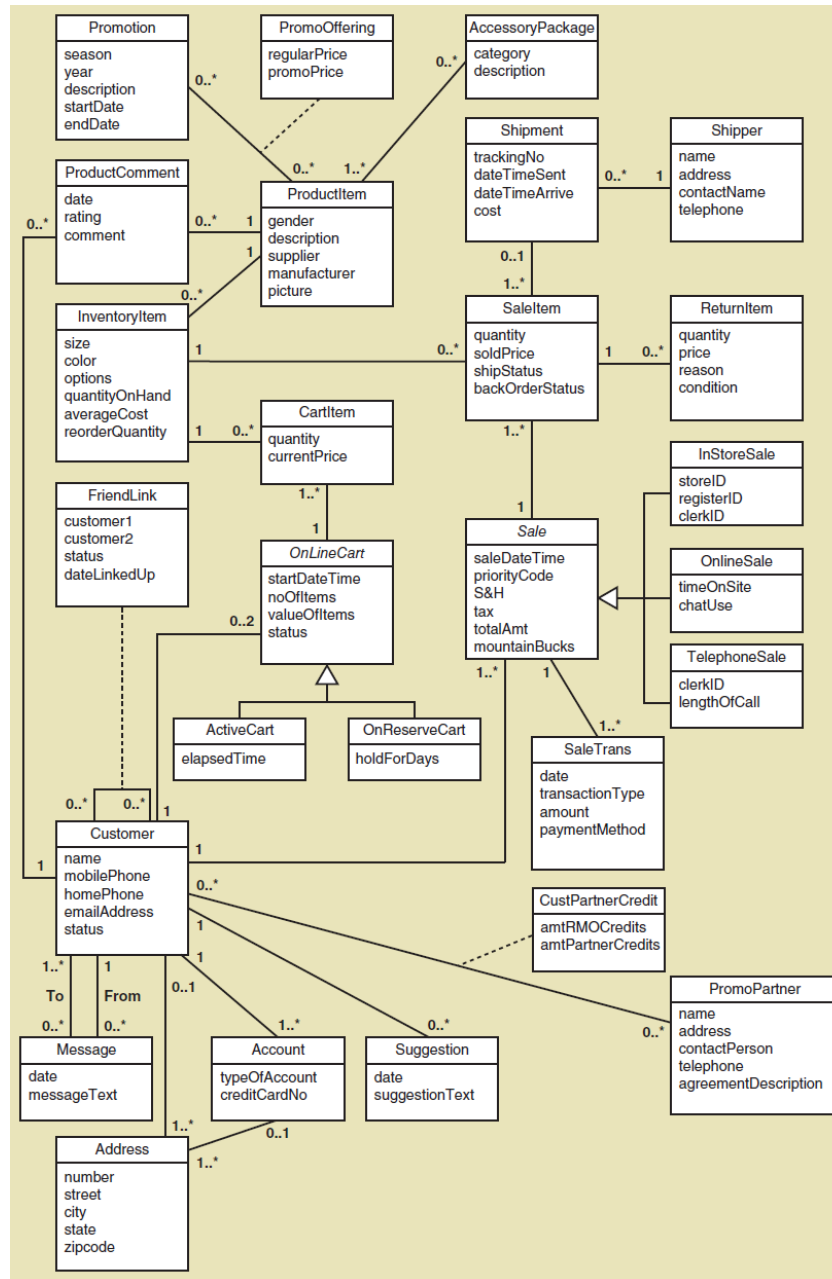 Promotion
season
year
description
startDate
endDate
0..*
PromoOffering
regularPrice
promoPrice
AccessoryPackage
category
description
0..*
0..*
1..*
Shipment
trackingNo
dateTimeSent
dateTimeArrive
cost
0..*
1
Shipper
name
address
contactName
telephone
ProductComment
date
rating
comment
0..*
0..*
1
ProductItem
gender
description
supplier
manufacturer
picture
1
0..*
0..1
1..*
InventoryItem
size
color
options
quantityOnHand
averageCost
reorderQuantity
1
0..*
SaleItem
quantity
soldPrice
shipStatus
backOrderStatus
1
0..*
ReturnItem
quantity
price
reason
condition
1
0..*
CartItem
quantity
currentPrice
1..*
1
1..*
1
FriendLink
customer1
customer2
status
dateLinkedUp
OnLineCart
startDateTime
noOfItems
valueOfItems
status
0..2
Sale
saleDateTime
priorityCode
S&H
tax
totalAmt
mountainBucks
InStoreSale
storeID
registerID
clerkID
OnlineSale
timeOnSite
chatUse
TelephoneSale
clerkID
lengthOfCall
1..*
1
1..*
ActiveCart
elapsedTime
OnReserveCart
holdForDays
SaleTrans
date
transactionType
amount
paymentMethod
0..*
0..*
1
1
Customer
name
mobilePhone
homePhone
emailAddress
status
1
0..*
1
CustPartnerCredit
amtRMOCredits
amtPartnerCredits
1..*
1
0..1
1
To
From
0..*
0..*
1..*
0..*
0..*
PromoPartner
name
address
contactPerson
telephone
agreementDescription
Message
date
messageText
Account
typeOfAccount
creditCardNo
Suggestion
date
suggestionText
1..*
0..1
1..*
Address
number
street
city
state
zipcode